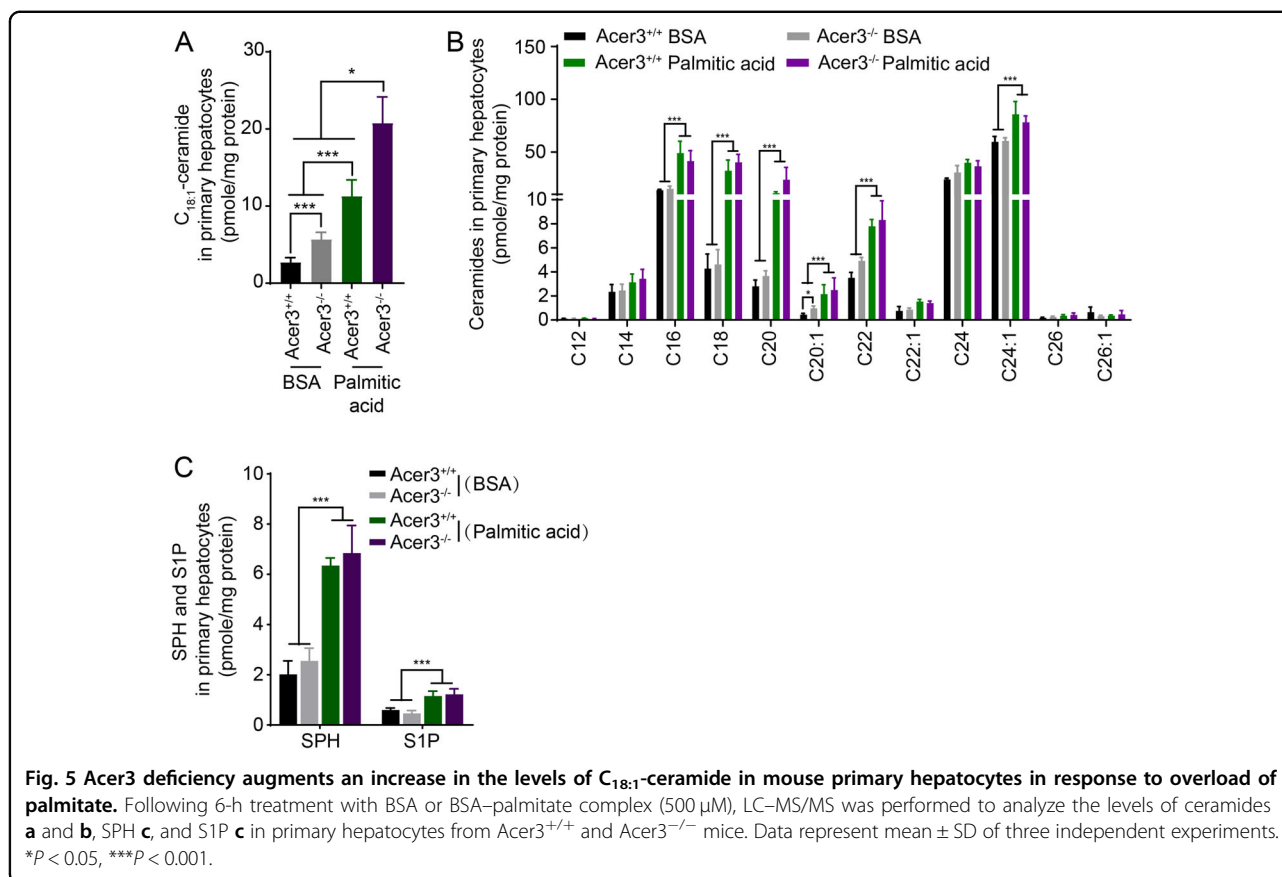 A
30
20
10
0
C18:1-ceramide
in primary hepatocytes
(pmole/mg protein)
*
***
***
Acer3+/+
Acer3-/-
Acer3+/+
Acer3-/-
BSA
Palmitic
acid
B
Acer3+/+ BSA
Acer3-/- BSA
Acer3+/+ Palmitic acid
Acer3-/- Palmitic acid
Ceramides in primary hepatocytes
(pmole/mg protein)
150
100
50
10
8
6
4
2
0
***
***
***
***
*
***
***
C12
C14
C16
C18
C20
C20:1
C22
C22:1
C24
C24:1
C26
C26:1
C
SPH and S1P
in primary hepatocytes
(pmole/mg protein)
10
8
6
4
2
0
***
***
Acer3+/+
Acer3-/-
(BSA)
Acer3+/+
Acer3-/-
(Palmitic acid)
SPH
S1P
Fig. 5 Acer3 deficiency augments an increase in the levels of C18:1-ceramide in mouse primary hepatocytes in response to overload of
palmitate. Following 6-h treatment with BSA or BSA–palmitate complex (500 µM), LC–MS/MS was performed to analyze the levels of ceramides
a and b, SPH c, and S1P c in primary hepatocytes from Acer3+/+ and Acer3−/− mice. Data represent mean ± SD of three independent experiments.
*P < 0.05, ***P < 0.001.